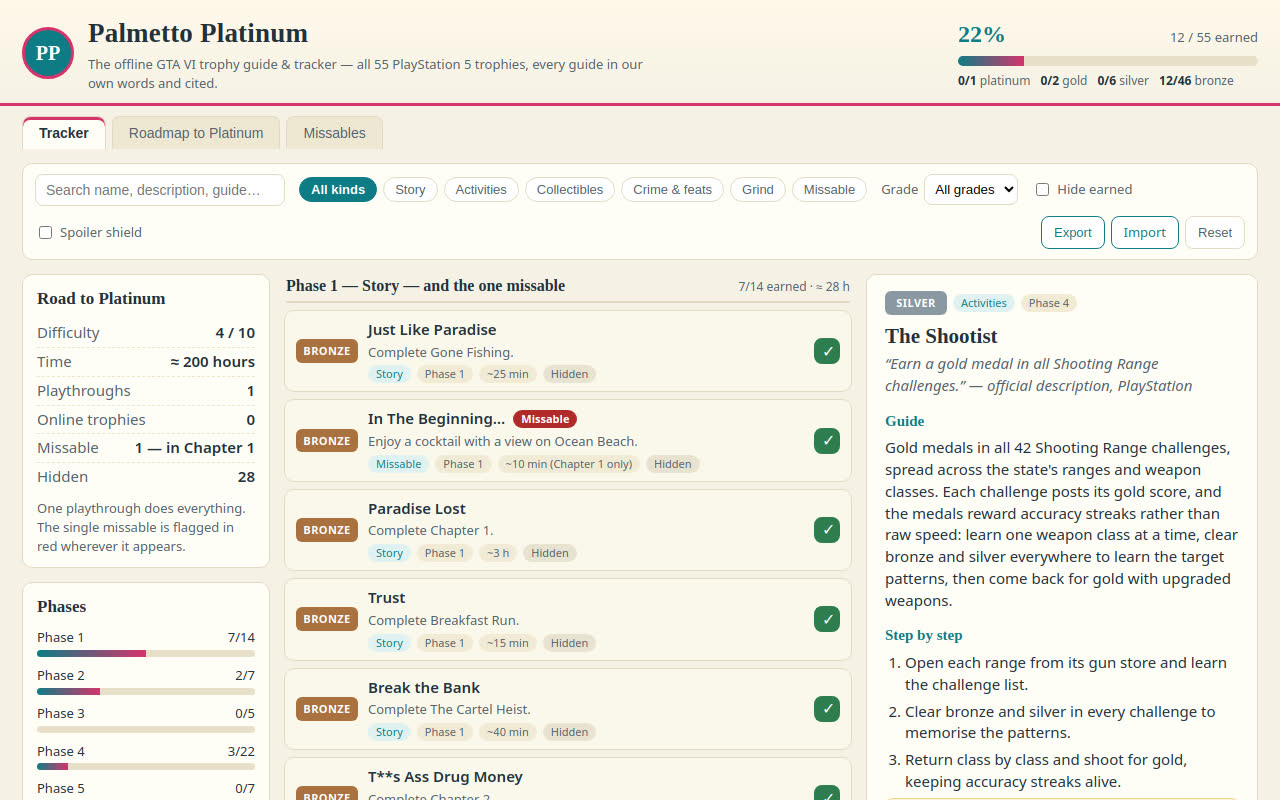 PP
Palmetto Platinum
The offline GTA VI trophy guide & tracker — all 55 PlayStation 5 trophies, every guide in our
own words and cited.
22% 12 / 55 earned
0/1 platinum 0/2 gold 0/6 silver 12/46 bronze
Tracker Roadmap to Platinum Missables
Search name, description, guide… All kinds Story Activities Collectibles Crime & feats Grind Missable Grade All grades Hide earned
Spoiler shield Export Import Reset
Road to Platinum
Difficulty 4 / 10
Time ≈ 200 hours
Playthroughs 1
Online trophies 0
Missable 1 — in Chapter 1
Hidden 28
One playthrough does everything.
The single missable is flagged in
red wherever it appears.
Phases
Phase 1 7/14
Phase 2 2/7
Phase 3 0/5
Phase 4 3/22
Phase 5 0/7
Phase 1 — Story — and the one missable 7/14 earned · ≈ 28 h
BRONZE
Just Like Paradise
Complete Gone Fishing.
Story Phase 1 ~25 min Hidden
✓
BRONZE
In The Beginning... Missable
Enjoy a cocktail with a view on Ocean Beach.
Missable Phase 1 ~10 min (Chapter 1 only) Hidden
✓
BRONZE
Paradise Lost
Complete Chapter 1.
Story Phase 1 ~3 h Hidden
✓
BRONZE
Trust
Complete Breakfast Run.
Story Phase 1 ~15 min Hidden
✓
BRONZE
Break the Bank
Complete The Cartel Heist.
Story Phase 1 ~40 min Hidden
✓
BRONZE
T**s Ass Drug Money
Complete Chapter 2.
✓
SILVER Activities Phase 4
The Shootist
“Earn a gold medal in all Shooting Range
challenges.” — official description, PlayStation
Guide
Gold medals in all 42 Shooting Range challenges,
spread across the state's ranges and weapon
classes. Each challenge posts its gold score, and
the medals reward accuracy streaks rather than
raw speed: learn one weapon class at a time, clear
bronze and silver everywhere to learn the target
patterns, then come back for gold with upgraded
weapons.
Step by step
1. Open each range from its gun store and learn
the challenge list.
2. Clear bronze and silver in every challenge to
memorise the patterns.
3. Return class by class and shoot for gold,
keeping accuracy streaks alive.